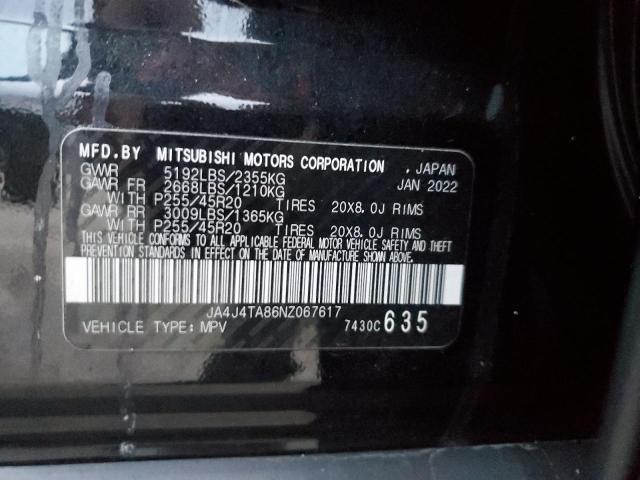 MFD.BY MITSUBISHI MOTORS CORPORATION , JAPAN
GVWR 5192LBS/2355KG JAN 2022
GAWR FR 2668LBS/1210KG
WITH P255/45R20 TIRES 20X8.0J RIMS
GAWR RR 3009LBS/1365KG
WITH P255/45R20 TIRES 20X8.0J RIMS
THIS VEHICLE CONFORMS TO ALL APPLICABLE FEDERAL MOTOR VEHICLE SAFETY AND THEFT
PREVENTION STANDARDS IN EFFECT ON THE DATE OF MANUFACTURE SHOWN ABOVE.
JA4J4TA86NZ067617
VEHICLE TYPE: MPV 7430C 635